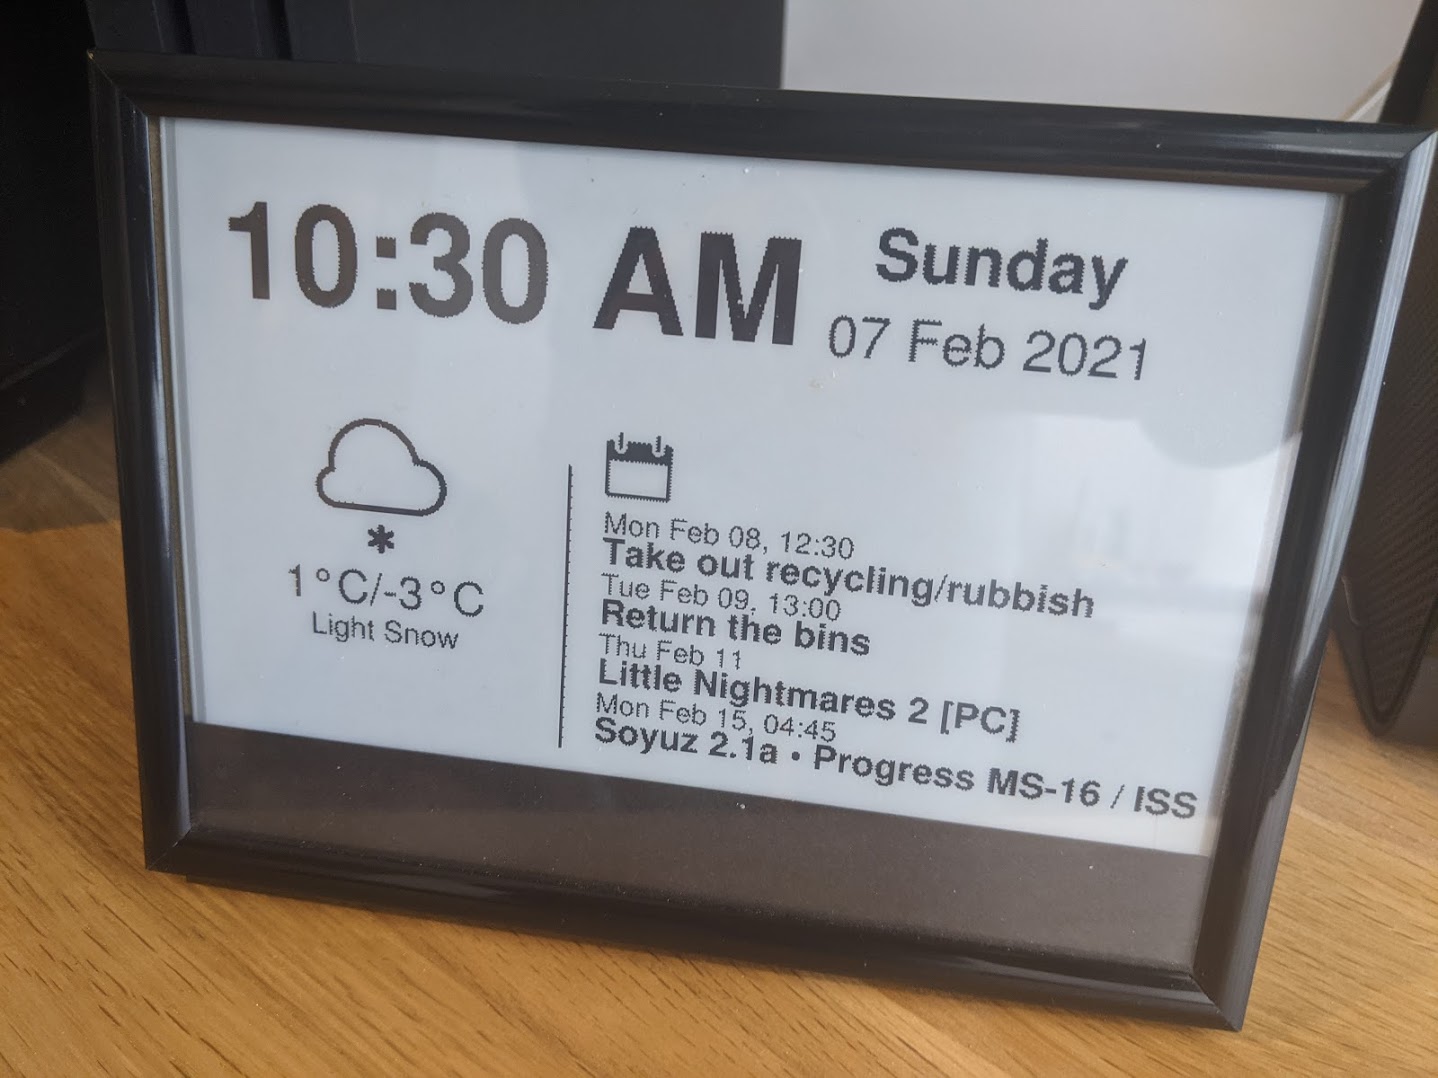 10:30 AM
Sunday
07 Feb 2021
1°C/-3°C
Light Snow
Mon Feb 08, 12:30
Take out recycling/rubbish
Tue Feb 09, 13:00
Return the bins
Thu Feb 11
Little Nightmares 2 [PC]
Mon Feb 15, 04:45
Soyuz 2.1a • Progress MS-16 / ISS